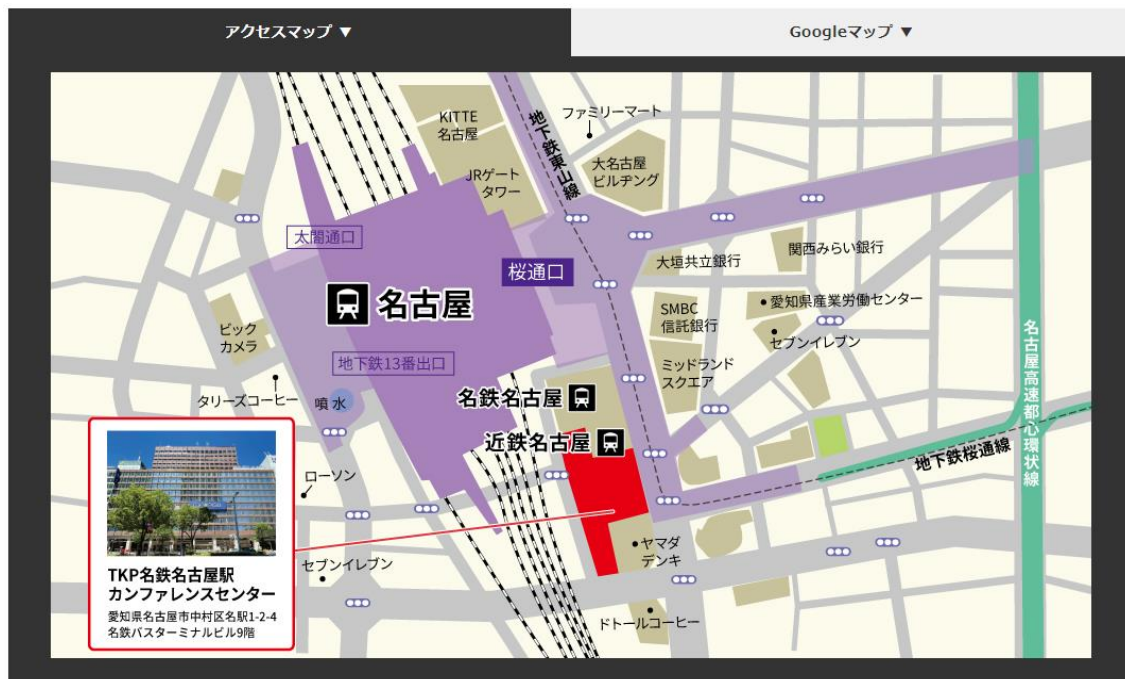 アクセスマップ ▼
Googleマップ ▼
KITTE
名古屋
JRゲート
タワー
地下鉄東山線
ファミリーマート
大名古屋
ビルヂング
太閤通口
桜通口
大垣共立銀行
関西みらい銀行
名古屋
SMBC
信託銀行
愛知県産業労働センター
セブンイレブン
ビック
カメラ
地下鉄13番出口
ミッドランド
スクエア
タリーズコーヒー
噴水
名鉄名古屋
近鉄名古屋
名古屋高速都心環状線
地下鉄桜通線
ローソン
セブンイレブン
ヤマダ
デンキ
ドトールコーヒー
TKP名鉄名古屋駅
カンファレンスセンター
愛知県名古屋市中村区名駅1-2-4
名鉄バスターミナルビル9階